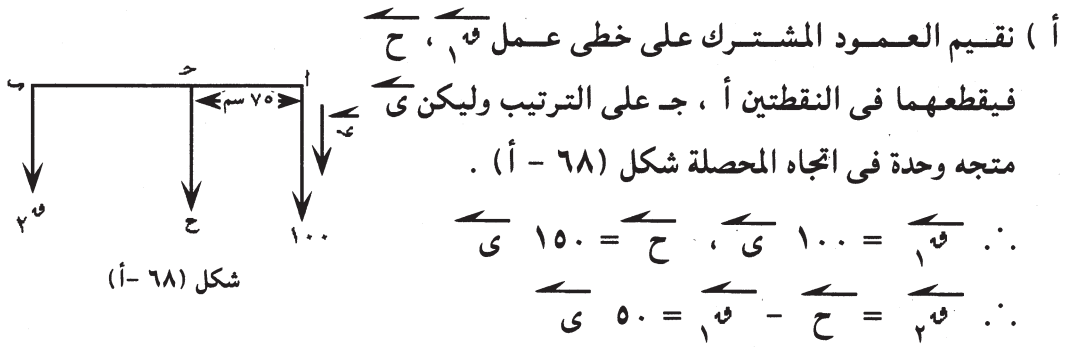 أ ) نقيم العمود المشترك على خطى عمل ق١ ، ح
فيقطعهما فى النقطتين أ ، جـ على الترتيب وليكن ى
متجه وحدة فى اتجاه المحصلة شكل (٦٨ – أ) .
∴ ق١ = ١٠٠ ى ، ح = ١٥٠ ى
∴ ق٢ = ح – ق١ = ٥٠ ى
أ
جـ
ب
٧٥ سم
ى
١٠٠
ح
ق٢
شكل (٦٨ –أ)